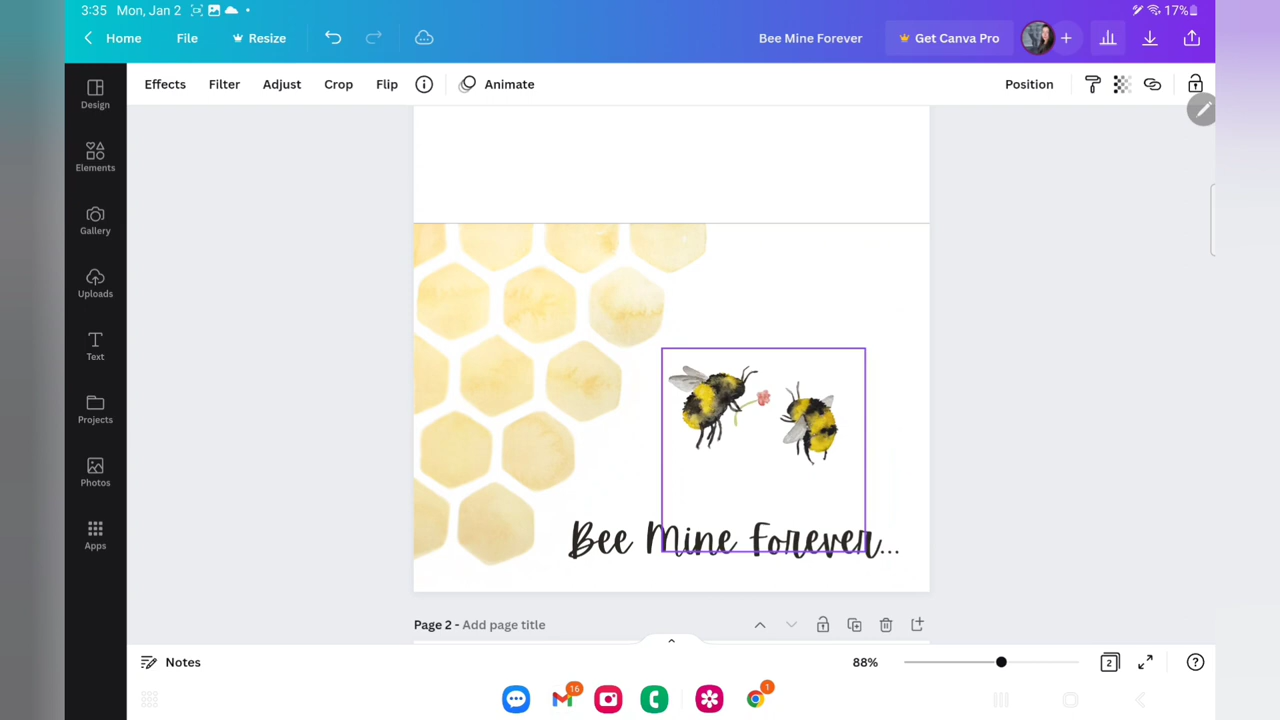 3:35 Mon, Jan 2
17%
Home File Resize Bee Mine Forever Get Canva Pro
Effects Filter Adjust Crop Flip Animate Position
Design
Elements
Gallery
Uploads
Text
Projects
Photos
Apps
Bee Mine Forever...
Page 2 - Add page title
Notes 88% 2
16
1